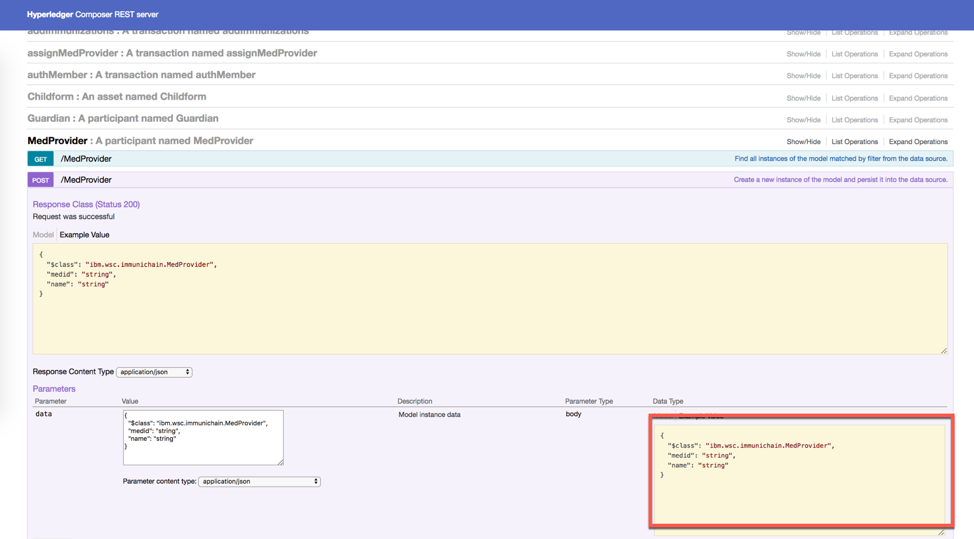 Hyperledger Composer REST server
addImmunizations : A transaction named addImmunizations Show/Hide List Operations Expand Operations
assignMedProvider : A transaction named assignMedProvider Show/Hide List Operations Expand Operations
authMember : A transaction named authMember Show/Hide List Operations Expand Operations
Childform : An asset named Childform Show/Hide List Operations Expand Operations
Guardian : A participant named Guardian Show/Hide List Operations Expand Operations
MedProvider : A participant named MedProvider Show/Hide List Operations Expand Operations
GET /MedProvider Find all instances of the model matched by filter from the data source.
POST /MedProvider Create a new instance of the model and persist it into the data source.
Response Class (Status 200)
Request was successful
Model Example Value
{
"$class": "ibm.wsc.immunichain.MedProvider",
"medid": "string",
"name": "string"
}
Response Content Type application/json
Parameters
Parameter Value Description Parameter Type Data Type
data
{
"$class": "ibm.wsc.immunichain.MedProvider",
"medid": "string",
"name": "string"
}
Parameter content type: application/json
Model instance data
body
Example Value
{
"$class": "ibm.wsc.immunichain.MedProvider",
"medid": "string",
"name": "string"
}